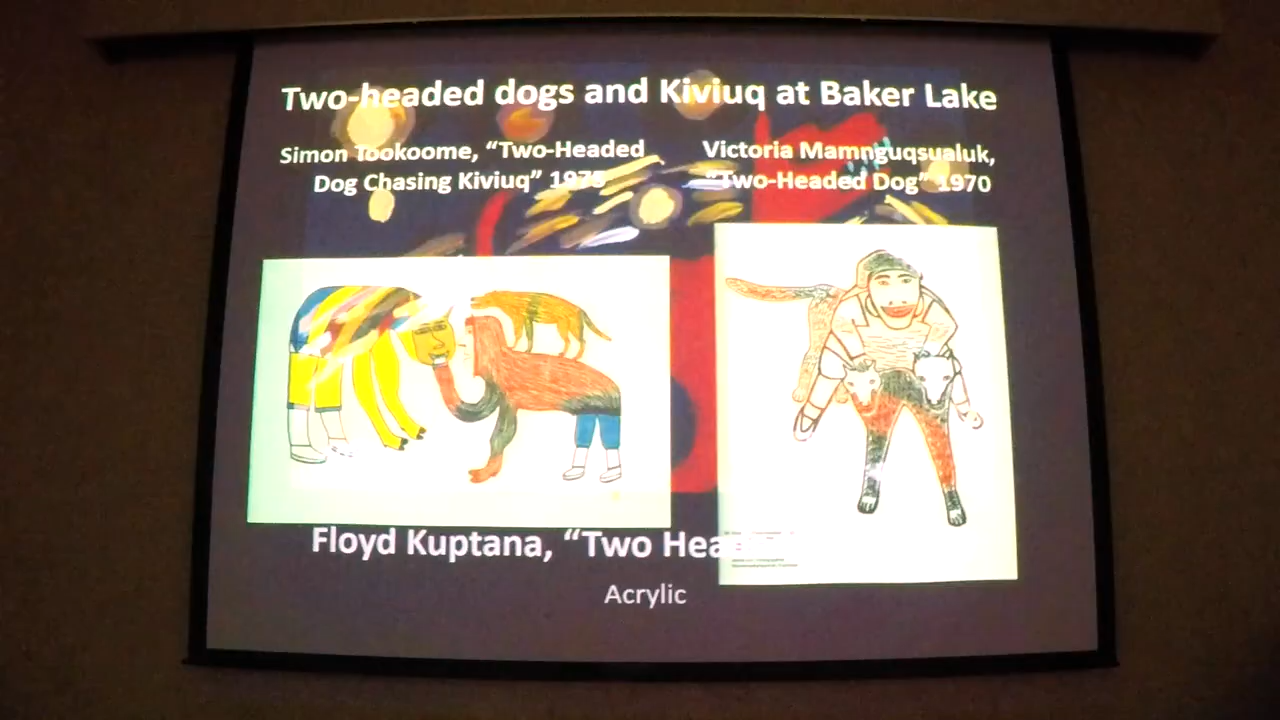 Two-headed dogs and Kiviuq at Baker Lake
Simon Tookoome, “Two-Headed
Dog Chasing Kiviuq”
Victoria Mamnguqsualuk,
“Two-Headed Dog” 1970
Floyd Kuptana, “Two
Acrylic